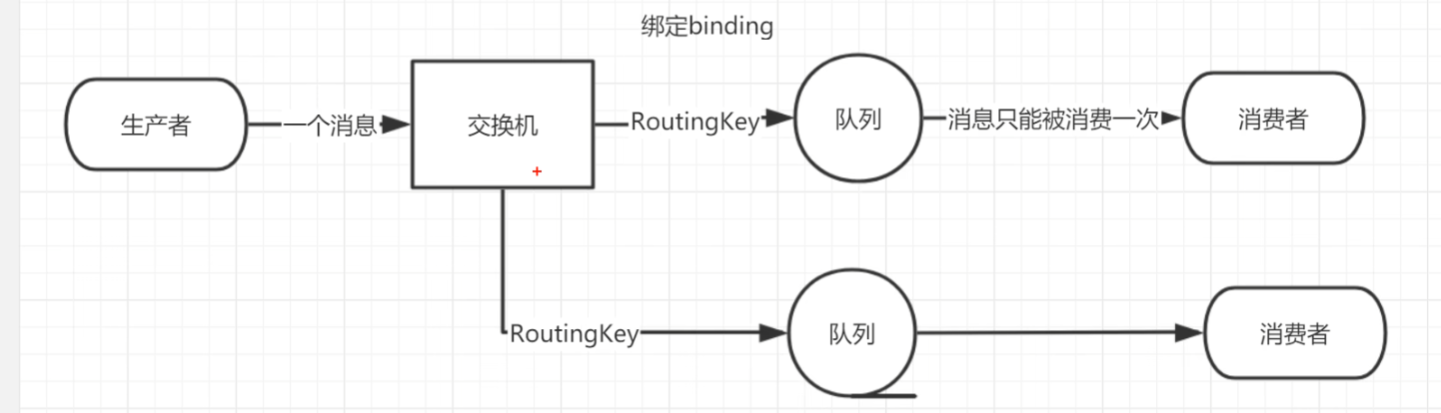 绑定binding
生产者
一个消息
交换机
RoutingKey
队列
消息只能被消费一次
消费者
RoutingKey
队列
消费者